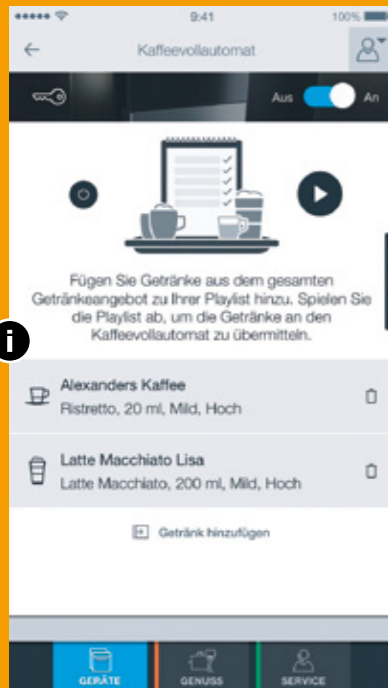 9:41
100%
Kaffeevollautomat
Aus An
Fügen Sie Getränke aus dem gesamten
Getränkeangebot zu Ihrer Playlist hinzu. Spielen Sie
die Playlist ab, um die Getränke an den
Kaffeevollautomat zu übermitteln.
i
Alexanders Kaffee
Ristretto, 20 ml, Mild, Hoch
Latte Macchiato Lisa
Latte Macchiato, 200 ml, Mild, Hoch
Getränk hinzufügen
GERÄTE GENUSS SERVICE